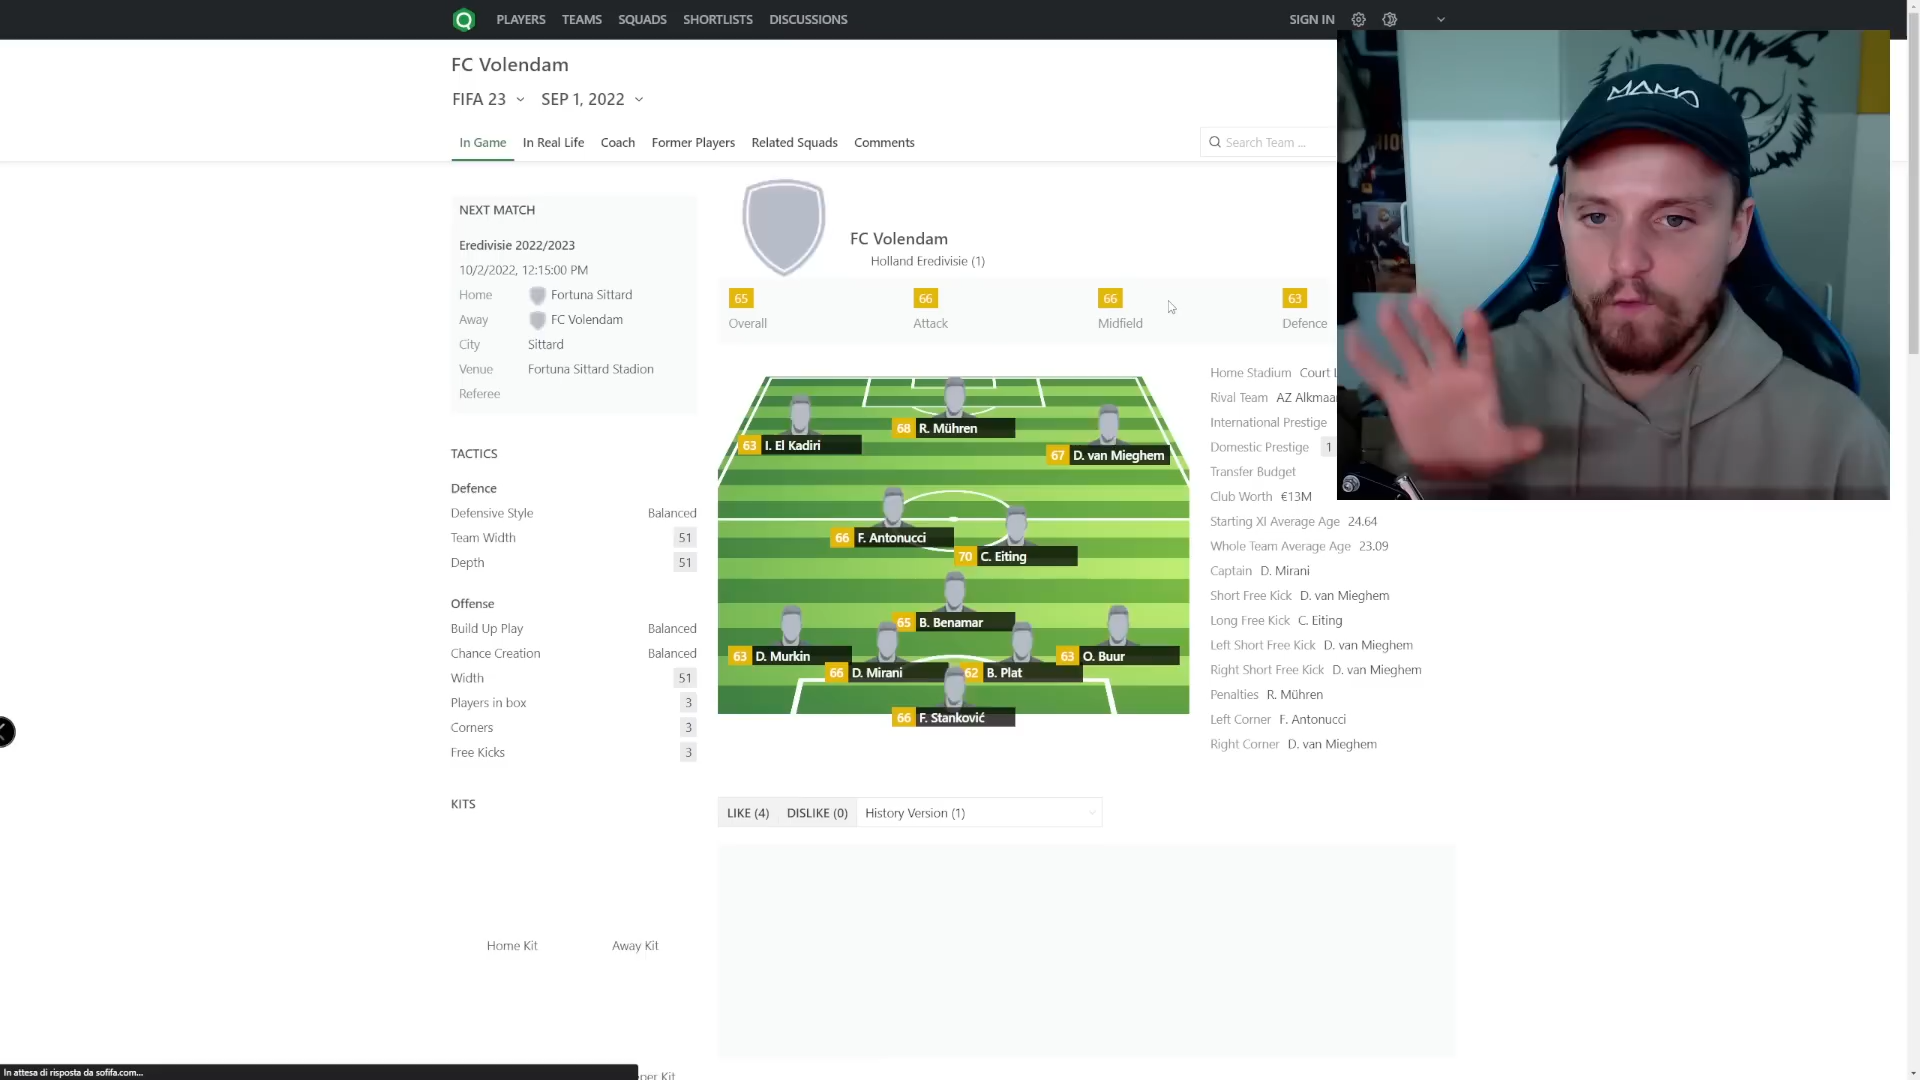 PLAYERS TEAMS SQUADS SHORTLISTS DISCUSSIONS SIGN IN
FC Volendam
FIFA 23 SEP 1, 2022
In Game In Real Life Coach Former Players Related Squads Comments Search Team ...
MAMO
NEXT MATCH
Eredivisie 2022/2023
10/2/2022, 12:15:00 PM
Home Fortuna Sittard
Away FC Volendam
City Sittard
Venue Fortuna Sittard Stadion
Referee
FC Volendam
Holland Eredivisie (1)
65 66 66 63
Overall Attack Midfield Defence
TACTICS
Defence
Defensive Style Balanced
Team Width 51
Depth 51
Offense
Build Up Play Balanced
Chance Creation Balanced
Width 51
Players in box 3
Corners 3
Free Kicks 3
KITS
Home Kit Away Kit
68 R. Mühren
63 I. El Kadiri
67 D. van Mieghem
66 F. Antonucci
70 C. Eiting
65 B. Benamar
63 D. Murkin
63 O. Buur
66 D. Mirani
62 B. Plat
66 F. Stanković
Home Stadium Court
Rival Team AZ Alkmaar
International Prestige
Domestic Prestige 1
Transfer Budget
Club Worth €13M
Starting XI Average Age 24.64
Whole Team Average Age 23.09
Captain D. Mirani
Short Free Kick D. van Mieghem
Long Free Kick C. Eiting
Left Short Free Kick D. van Mieghem
Right Short Free Kick D. van Mieghem
Penalties R. Mühren
Left Corner F. Antonucci
Right Corner D. van Mieghem
LIKE (4) DISLIKE (0) History Version (1)
In attesa di risposta da sofifa.com...